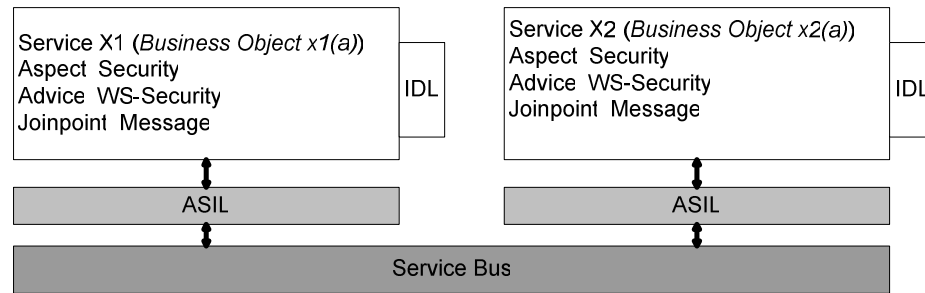 Service X1 (Business Object x1(a))
Aspect Security
Advice WS-Security
Joinpoint Message
IDL
Service X2 (Business Object x2(a))
Aspect Security
Advice WS-Security
Joinpoint Message
IDL
ASIL
ASIL
Service Bus